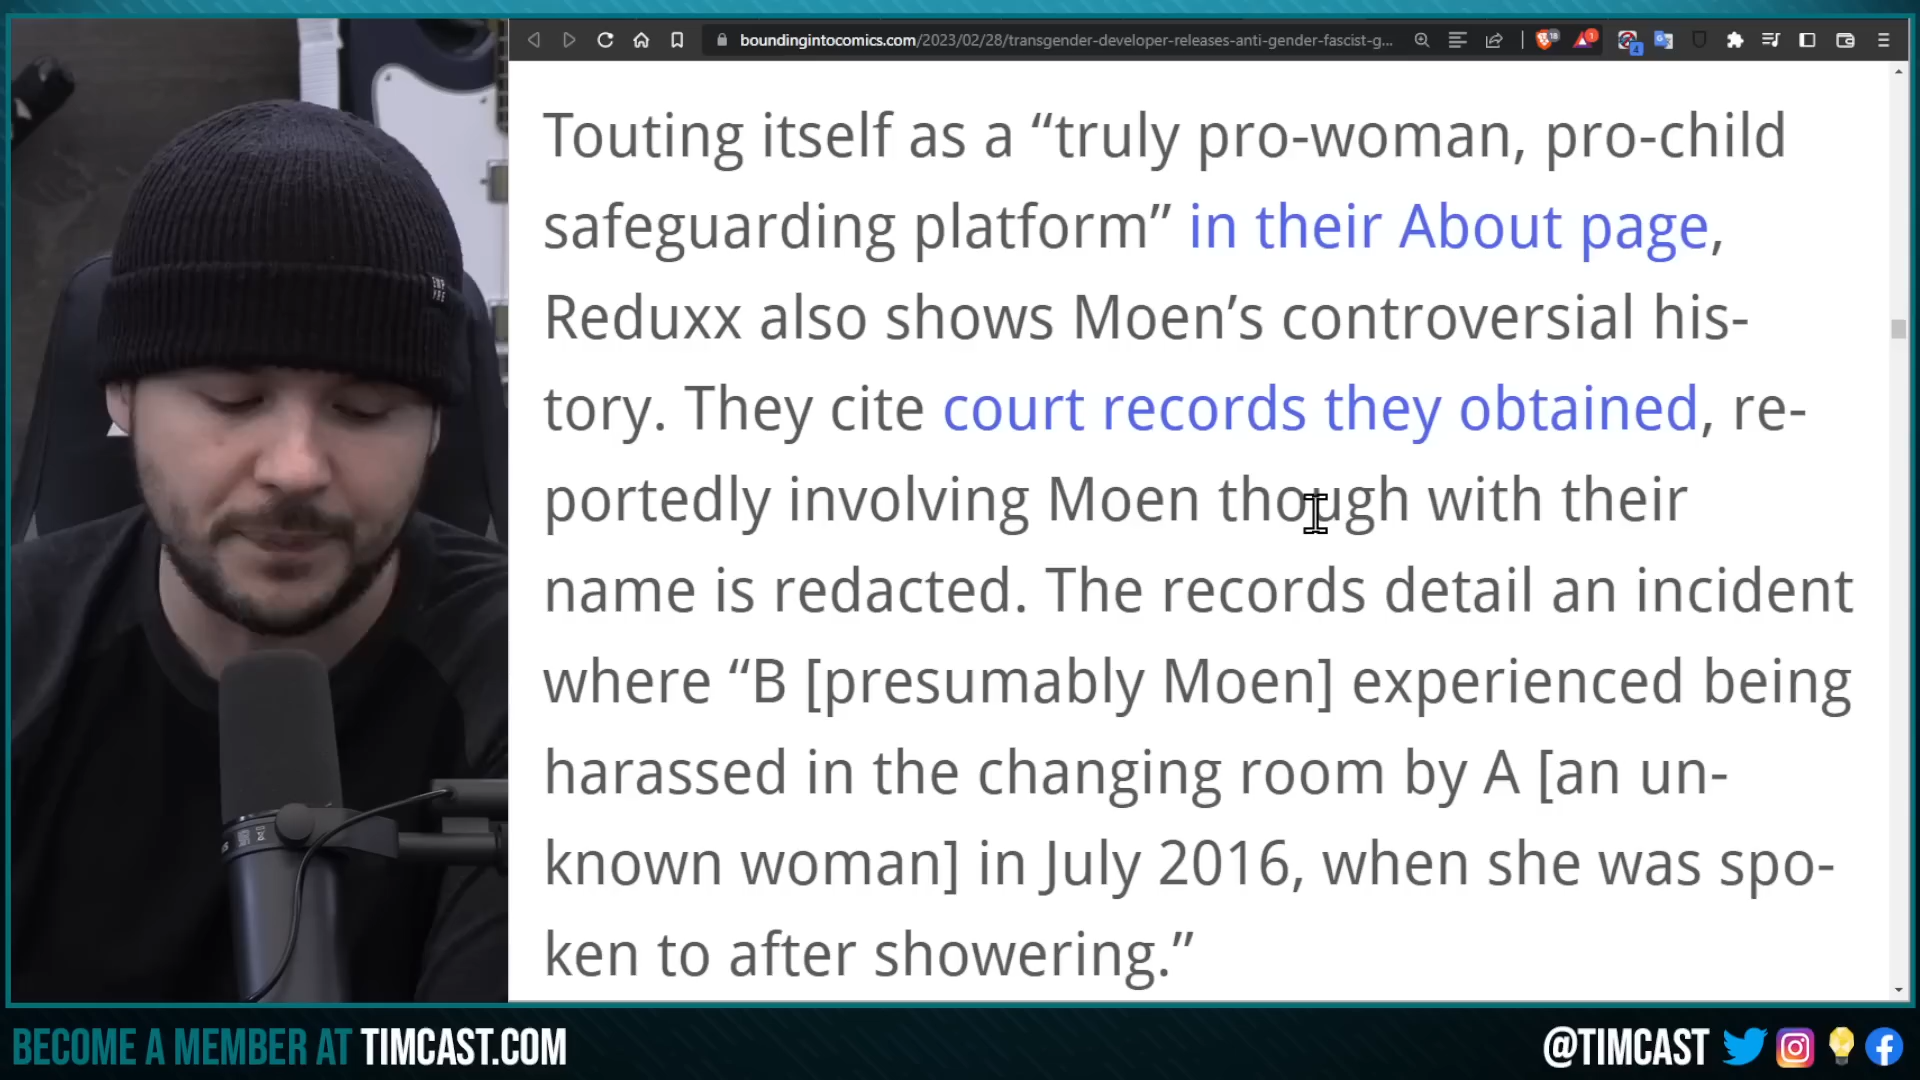 boundingintocomics.com/2023/02/28/transgender-developer-releases-anti-gender-fascist-g...
Touting itself as a “truly pro-woman, pro-child
safeguarding platform” in their About page,
Reduxx also shows Moen’s controversial his-
tory. They cite court records they obtained, re-
portedly involving Moen though with their
name is redacted. The records detail an incident
where “B [presumably Moen] experienced being
harassed in the changing room by A [an un-
known woman] in July 2016, when she was spo-
ken to after showering.”
BECOME A MEMBER AT TIMCAST.COM
@TIMCAST